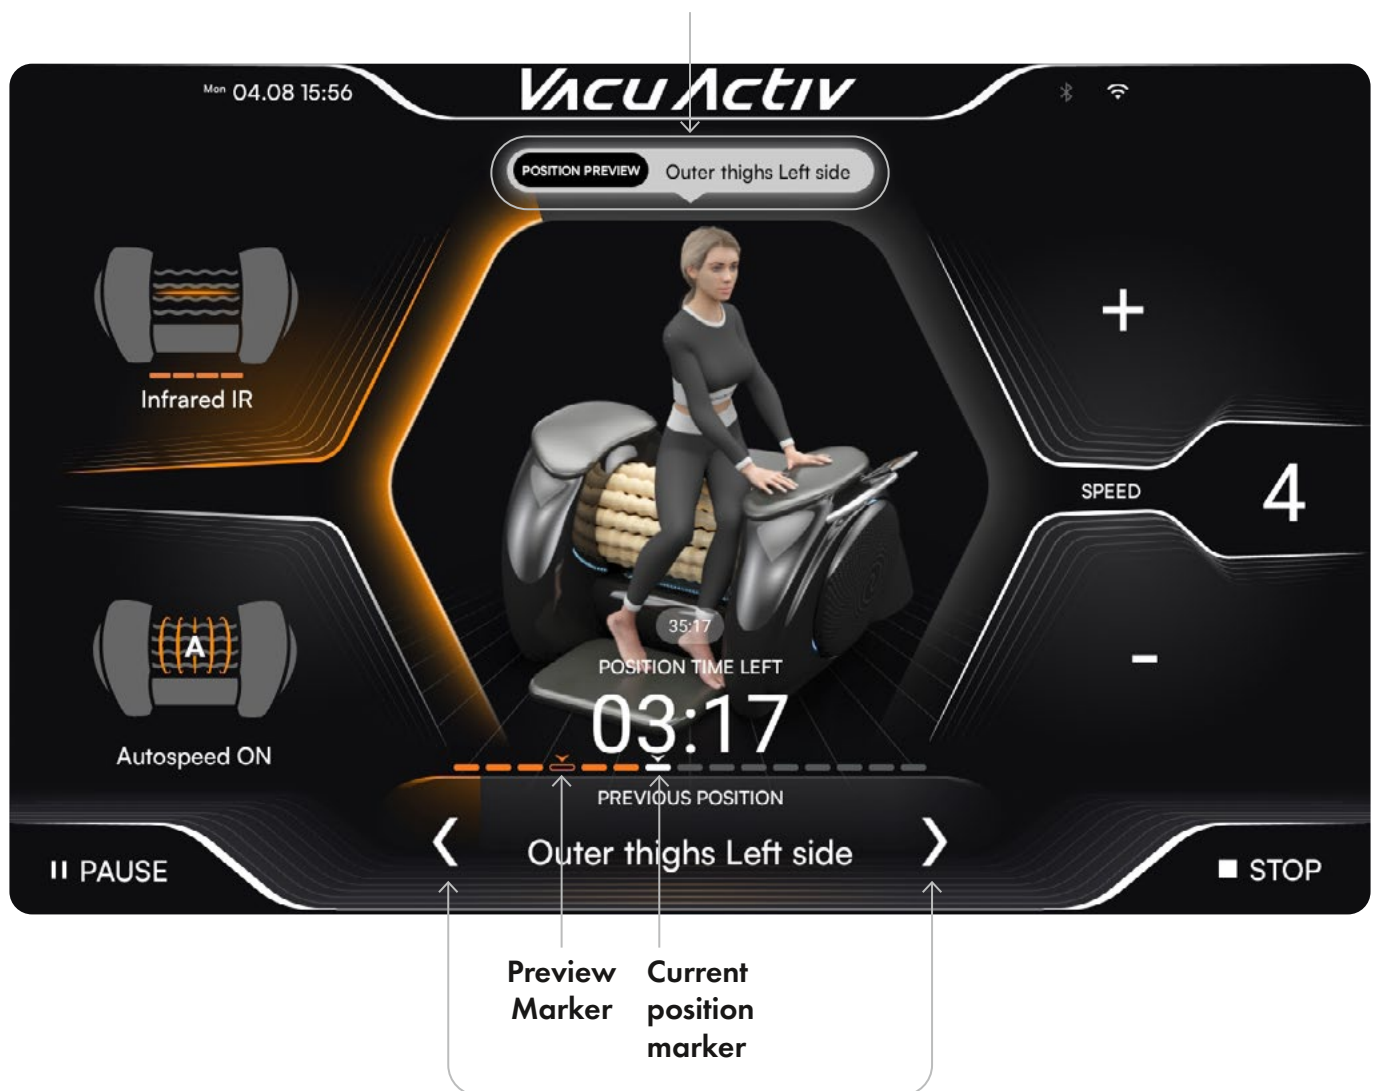 Mon 04.08 15:56
VACUACTIV
POSITION PREVIEW Outer thighs Left side
Infrared IR
+
SPEED
4
35:17
POSITION TIME LEFT
03:17
A
Autospeed ON
-
PREVIOUS POSITION
❮ Outer thighs Left side ❯
PAUSE
STOP
Preview
Marker
Current
position
marker